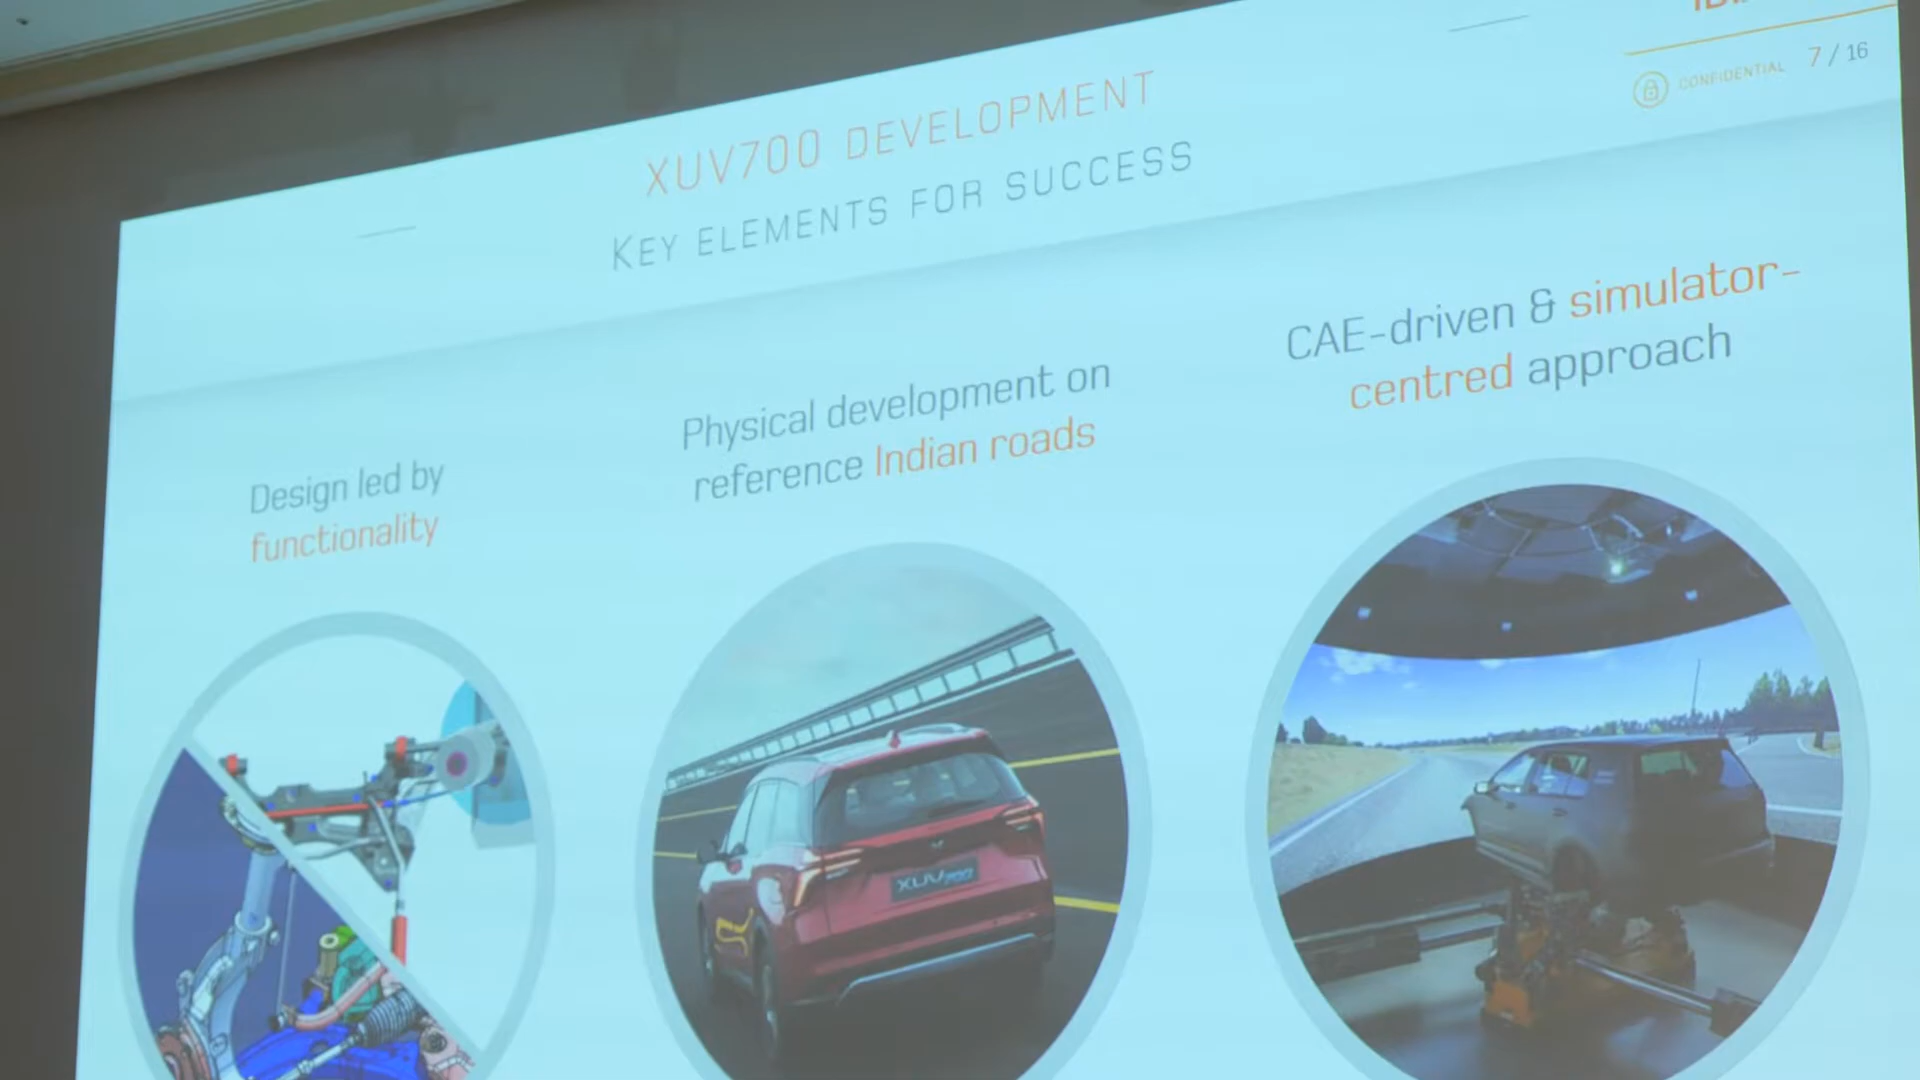 CONFIDENTIAL 7 / 16
XUV700 DEVELOPMENT
KEY ELEMENTS FOR SUCCESS
Design led by
functionality
Physical development on
reference Indian roads
CAE-driven & simulator-
centred approach
XUV700